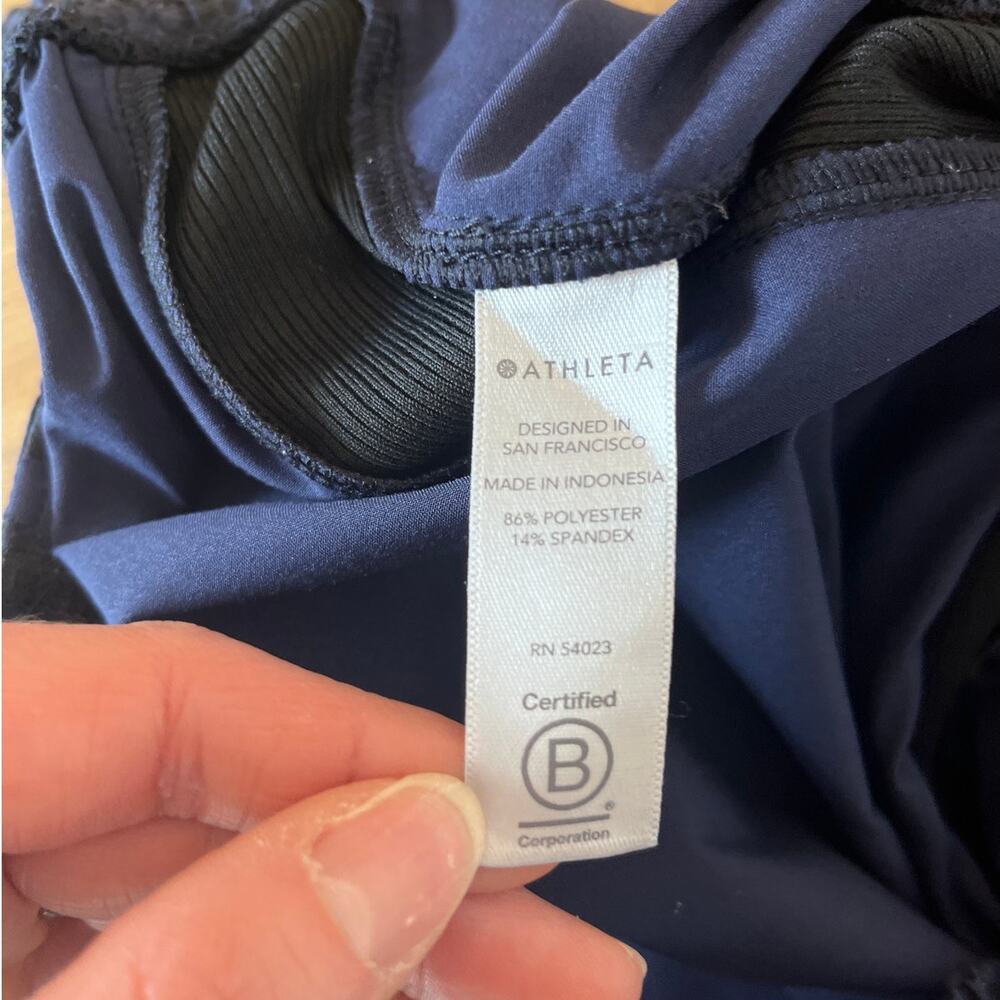 ATHLETA
DESIGNED IN
SAN FRANCISCO
MADE IN INDONESIA
86% POLYESTER
14% SPANDEX
RN 54023
Certified
B
®
Corporation